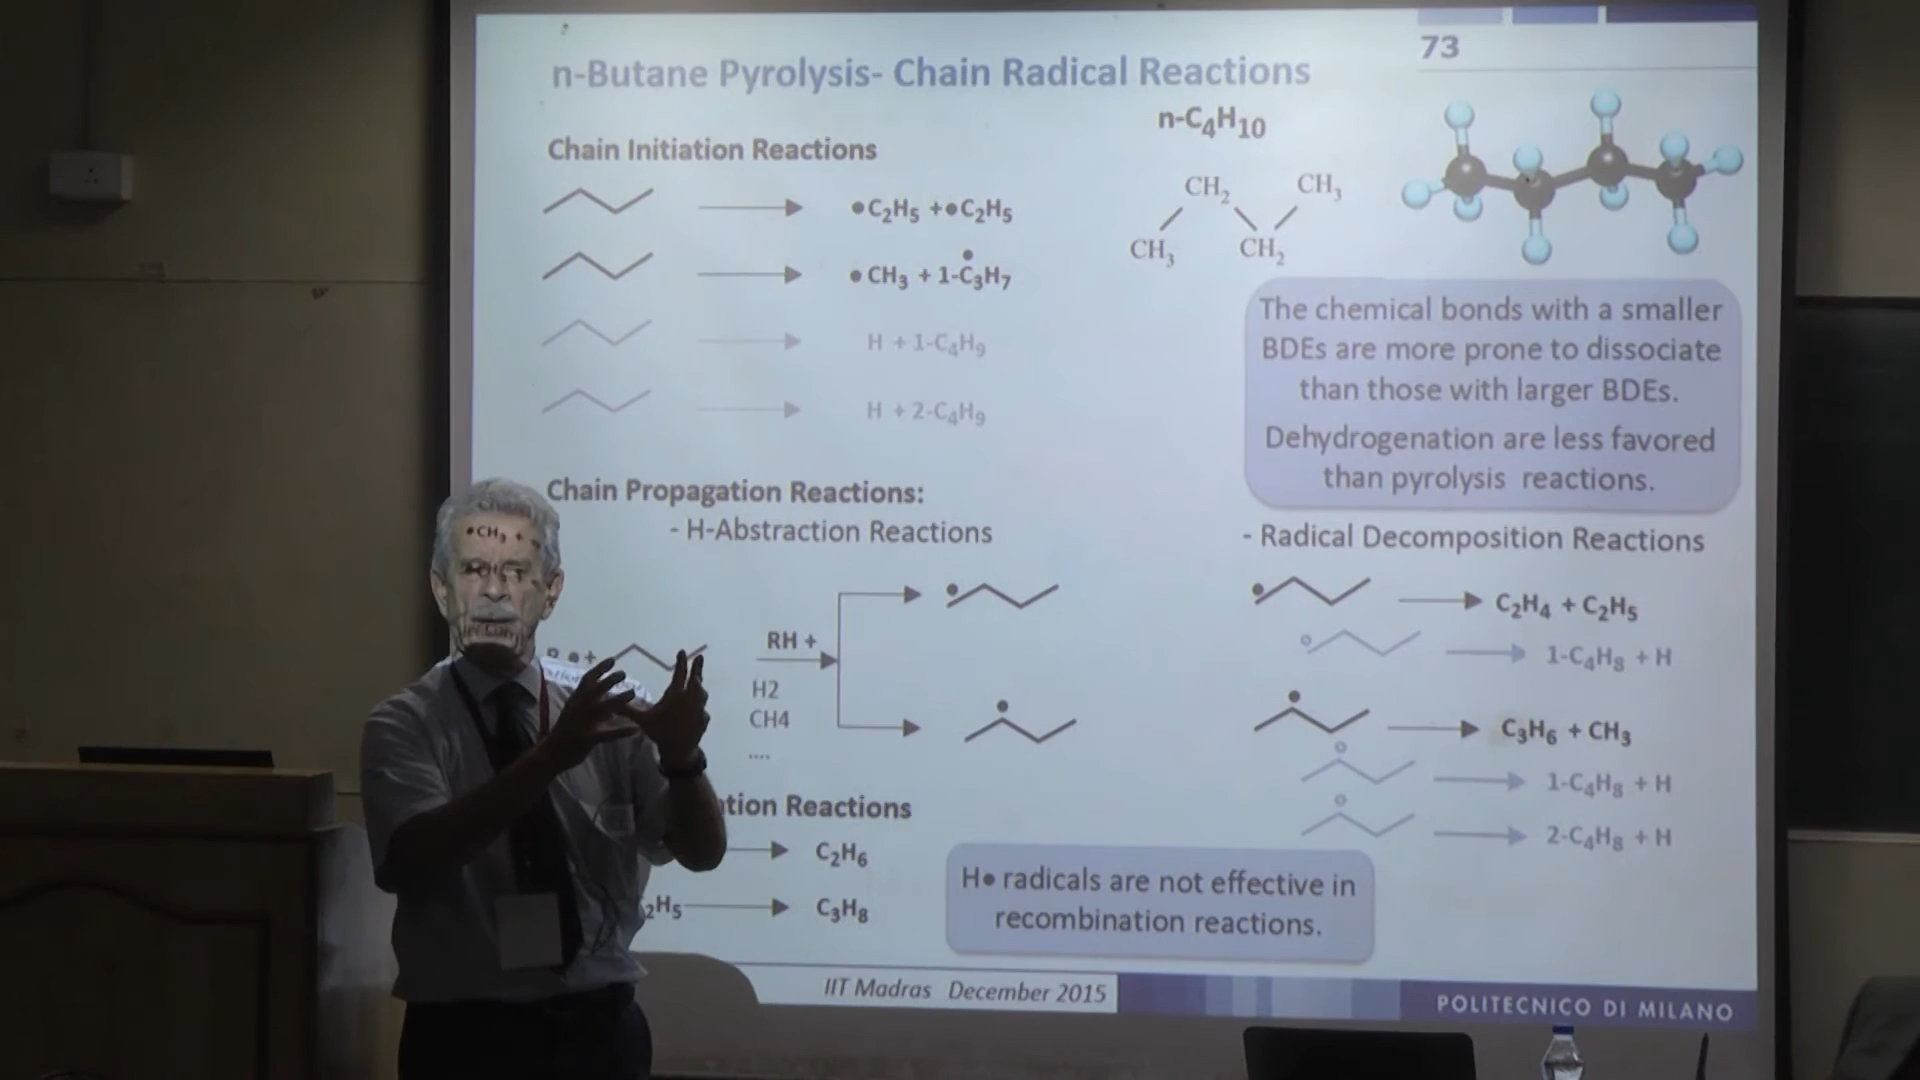 73
n-Butane Pyrolysis- Chain Radical Reactions
n-C₄H₁₀
Chain Initiation Reactions
CH₂ CH₃
CH₃ CH₂
•C₂H₅ +•C₂H₅
•CH₃ + 1-Ċ₃H₇
H + 1-C₄H₉
H + 2-C₄H₉
The chemical bonds with a smaller
BDEs are more prone to dissociate
than those with larger BDEs.
Dehydrogenation are less favored
than pyrolysis reactions.
Chain Propagation Reactions:
- H-Abstraction Reactions
RH +
H2
CH4
....
- Radical Decomposition Reactions
C₂H₄ + C₂H₅
1-C₄H₈ + H
C₃H₆ + CH₃
1-C₄H₈ + H
2-C₄H₈ + H
Reactions
C₂H₆
C₃H₈
H• radicals are not effective in
recombination reactions.
•CH₃ +
IIT Madras December 2015
POLITECNICO DI MILANO